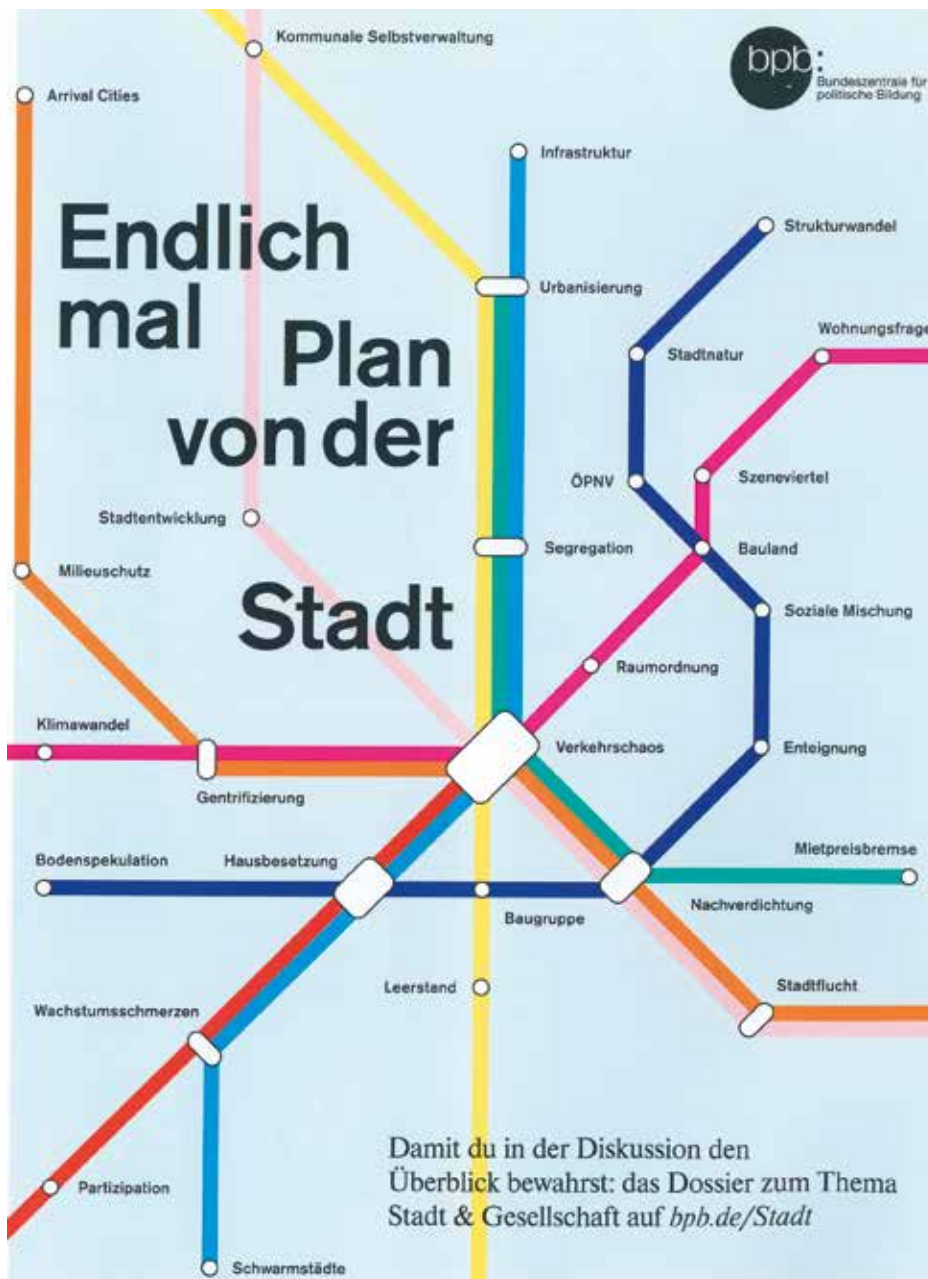 Kommunale Selbstverwaltung
bpb:
Bundeszentrale für
politische Bildung
Arrival Cities
Infrastruktur
Endlich
mal
Plan
von der
Stadt
Strukturwandel
Urbanisierung
Wohnungsfrage
Stadtnatur
ÖPNV
Szeneviertel
Stadtentwicklung
Segregation
Bauland
Milieuschutz
Soziale Mischung
Raumordnung
Klimawandel
Verkehrschaos
Enteignung
Gentrifizierung
Bodenspekulation
Hausbesetzung
Mietpreisbremse
Nachverdichtung
Baugruppe
Leerstand
Stadtflucht
Wachstumsschmerzen
Damit du in der Diskussion den
Überblick bewahrst: das Dossier zum Thema
Stadt & Gesellschaft auf bpb.de/Stadt
Partizipation
Schwarmstädte